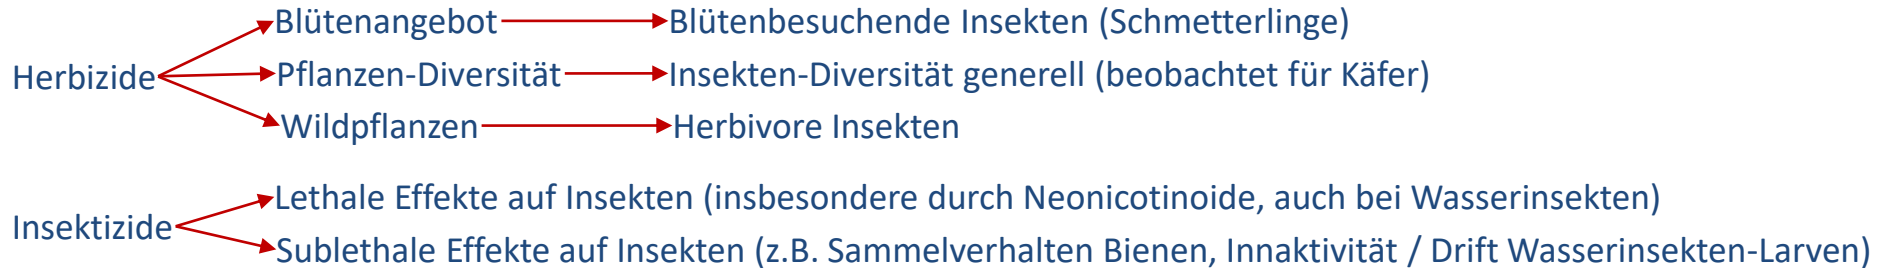 Blütenangebot Blütenbesuchende Insekten (Schmetterlinge)
Herbizide Pflanzen-Diversität Insekten-Diversität generell (beobachtet für Käfer)
Wildpflanzen Herbivore Insekten
Lethale Effekte auf Insekten (insbesondere durch Neonicotinoide, auch bei Wasserinsekten)
Insektizide
Sublethale Effekte auf Insekten (z.B. Sammelverhalten Bienen, Innaktivität / Drift Wasserinsekten-Larven)